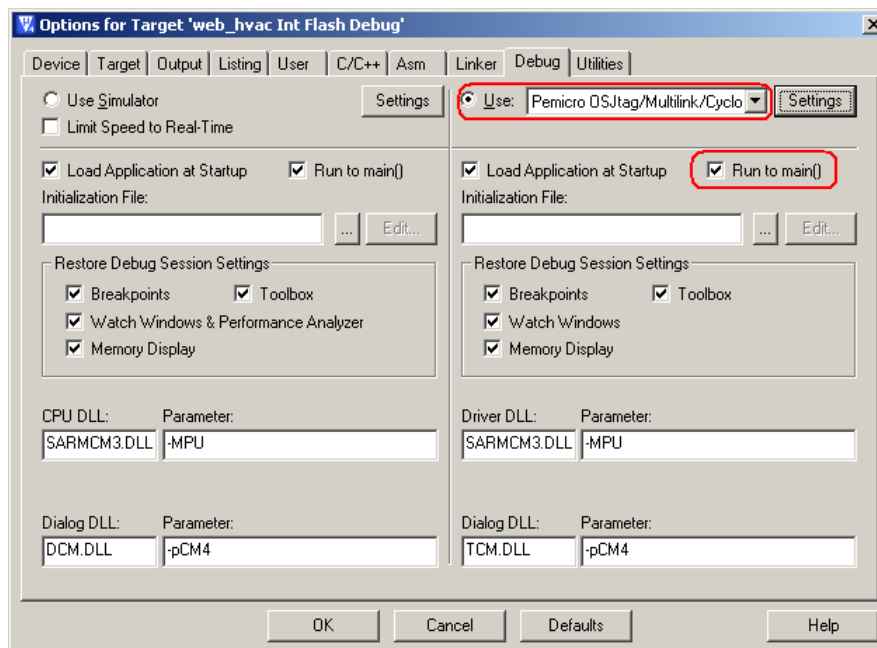 Options for Target 'web_hvac Int Flash Debug'
Device Target Output Listing User C/C++ Asm Linker Debug Utilities
Use Simulator Settings Use: Pemicro OSJtag/Multilink/Cyclo Settings
Limit Speed to Real-Time
Load Application at Startup Run to main() Load Application at Startup Run to main()
Initialization File: Initialization File:
... Edit... ... Edit...
Restore Debug Session Settings Restore Debug Session Settings
Breakpoints Toolbox Breakpoints Toolbox
Watch Windows & Performance Analyzer Watch Windows
Memory Display Memory Display
CPU DLL: Parameter: Driver DLL: Parameter:
SARMCM3.DLL -MPU SARMCM3.DLL -MPU
Dialog DLL: Parameter: Dialog DLL: Parameter:
DCM.DLL -pCM4 TCM.DLL -pCM4
OK Cancel Defaults Help